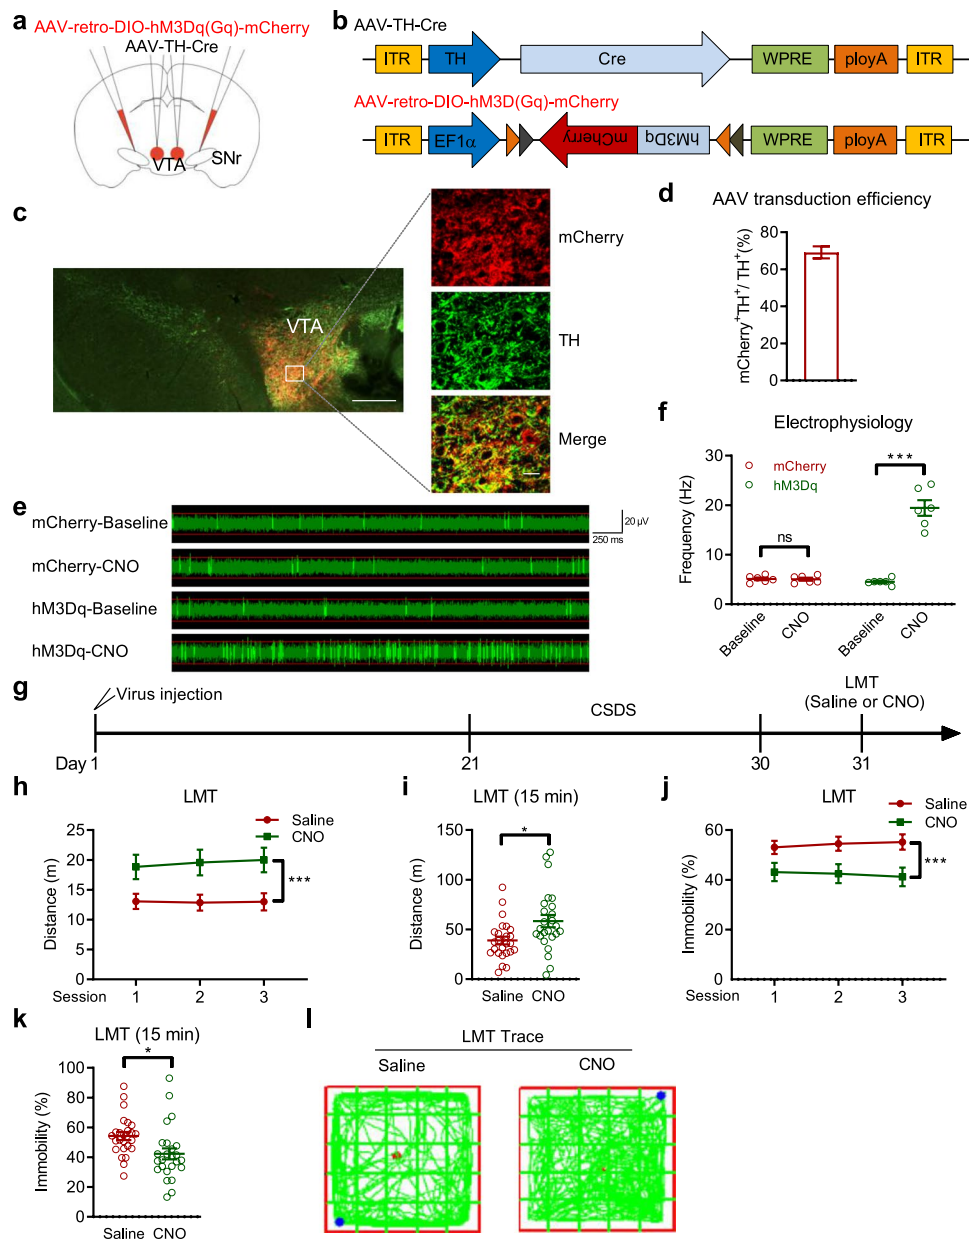 a
AAV-retro-DIO-hM3Dq(Gq)-mCherry
AAV-TH-Cre
VTA
SNr
b
AAV-TH-Cre
ITR
TH
Cre
WPRE
ployA
ITR
AAV-retro-DIO-hM3D(Gq)-mCherry
ITR
EF1α
mCherry
hM3Dq
WPRE
ployA
ITR
c
VTA
mCherry
TH
Merge
d
AAV transduction efficiency
mCherry⁺TH⁺/ TH⁺(%)
80
60
40
20
0
e
mCherry-Baseline
mCherry-CNO
hM3Dq-Baseline
hM3Dq-CNO
20 µV
250 ms
f
Electrophysiology
mCherry
hM3Dq
***
ns
Frequency (Hz)
30
20
10
0
Baseline
CNO
Baseline
CNO
g
Virus injection
CSDS
LMT
(Saline or CNO)
Day 1
21
30
31
h
LMT
Saline
CNO
***
Distance (m)
25
20
15
10
5
0
Session
1
2
3
i
LMT (15 min)
*
Distance (m)
150
100
50
0
Saline
CNO
j
LMT
Saline
CNO
***
Immobility (%)
60
40
20
0
Session
1
2
3
k
LMT (15 min)
*
Immobility (%)
100
80
60
40
20
0
Saline
CNO
l
LMT Trace
Saline
CNO